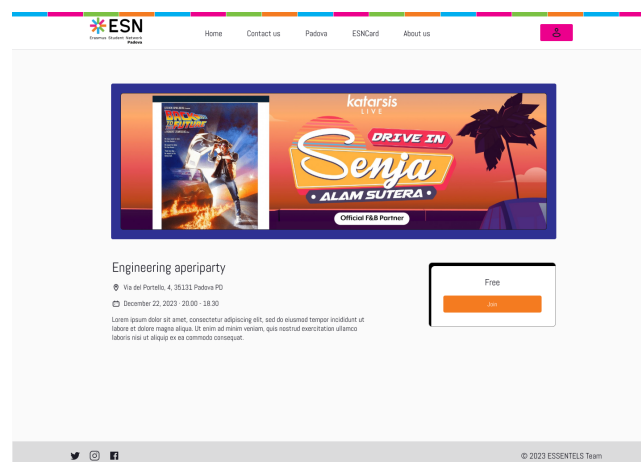 ESN
Erasmus Student Network
Padova
Home
Contact us
Padova
ESNCard
About us
BACK
TO THE
FUTURE
katarsis
LIVE
DRIVE IN
Senja
• ALAM SUTERA •
Official F&B Partner
Engineering aperiparty
Via del Portello, 4, 35131 Padova PD
December 22, 2023 - 20.00 - 18.30
Lorem ipsum dolor sit amet, consectetur adipiscing elit, sed do eiusmod tempor incididunt ut
labore et dolore magna aliqua. Ut enim ad minim veniam, quis nostrud exercitation ullamco
laboris nisi ut aliquip ex ea commodo consequat.
Free
Join
© 2023 ESSENTELS Team